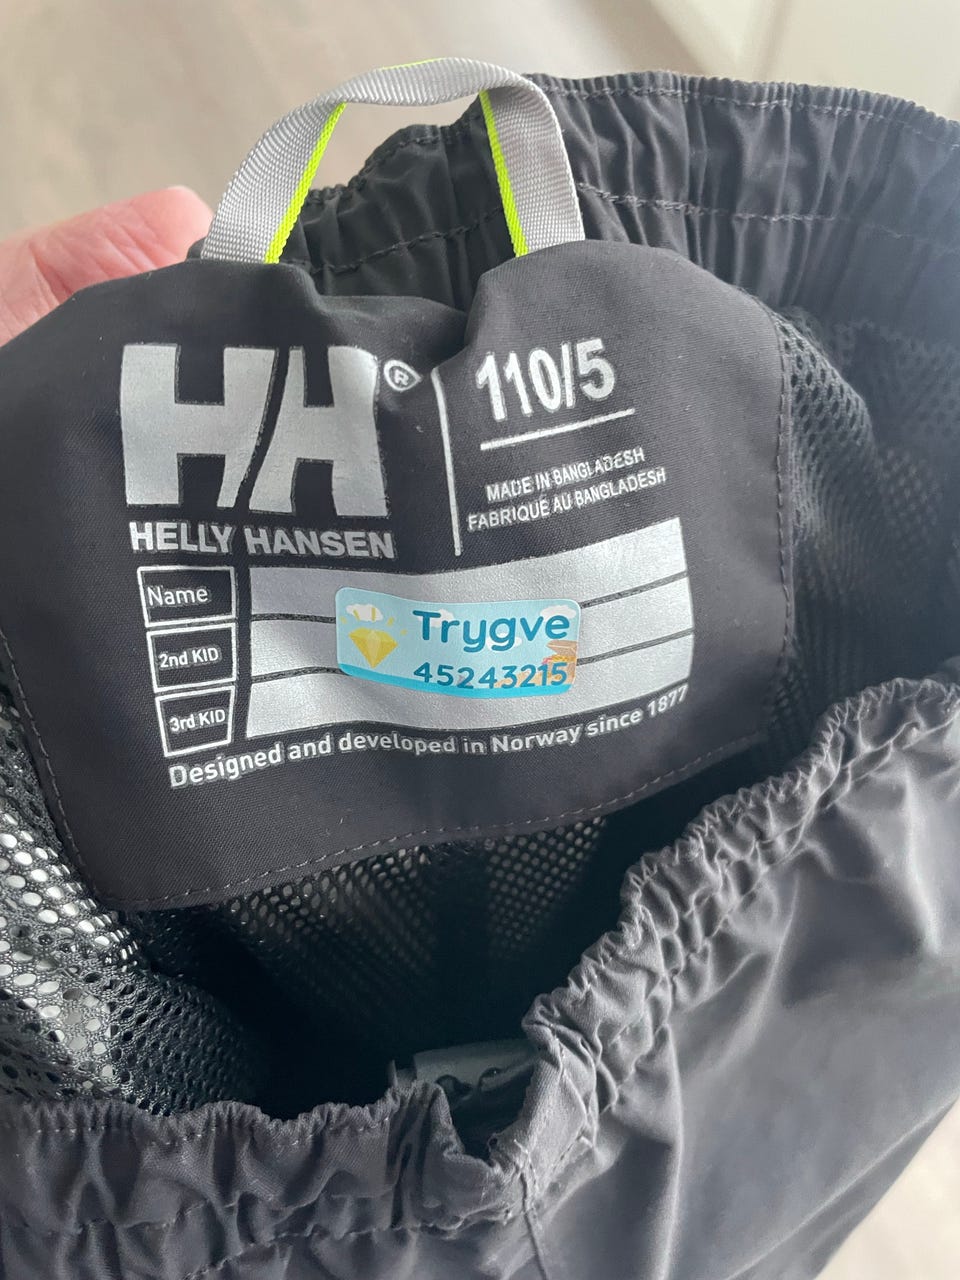 HH®
110/5
MADE IN BANGLADESH
FABRIQUÉ AU BANGLADESH
HELLY HANSEN
Name
2nd KID
3rd KID
Trygve
45243215
Designed and developed in Norway since 1877